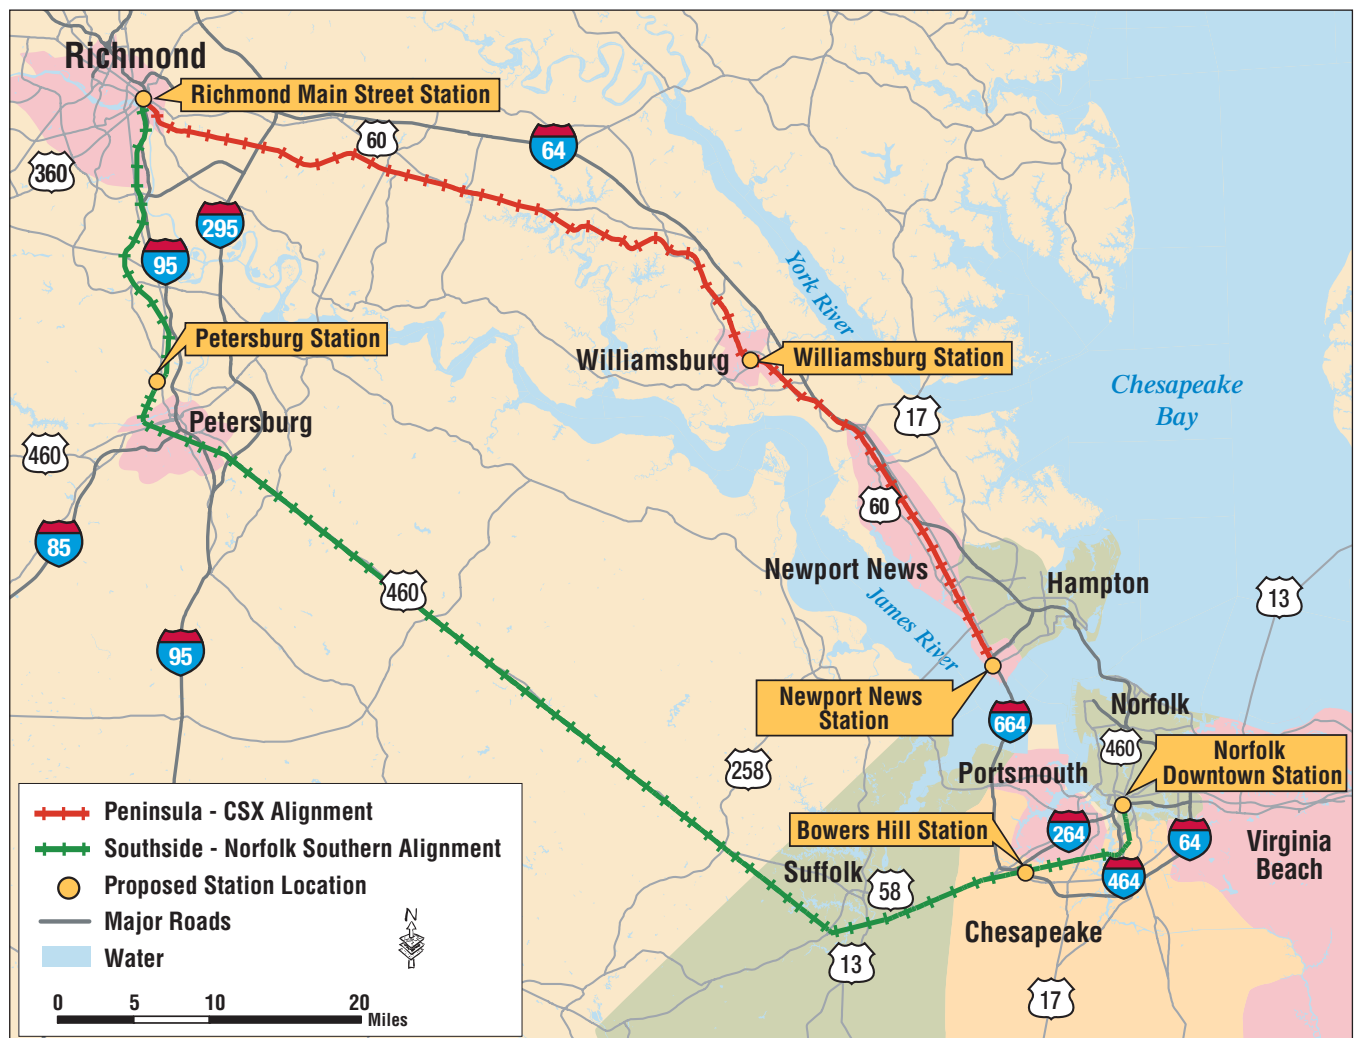 Richmond
Richmond Main Street Station
60
64
360
295
95
York River
Petersburg Station
Williamsburg
Williamsburg Station
Chesapeake
Bay
17
Petersburg
460
60
85
Newport News
Hampton
460
13
James River
95
Newport News
Station
664
Norfolk
460
Norfolk
Downtown Station
258
Portsmouth
Bowers Hill Station
264
64
Virginia
Beach
Suffolk
58
464
Chesapeake
13
17
Peninsula - CSX Alignment
Southside - Norfolk Southern Alignment
Proposed Station Location
Major Roads
Water
N
0 5 10 20
Miles